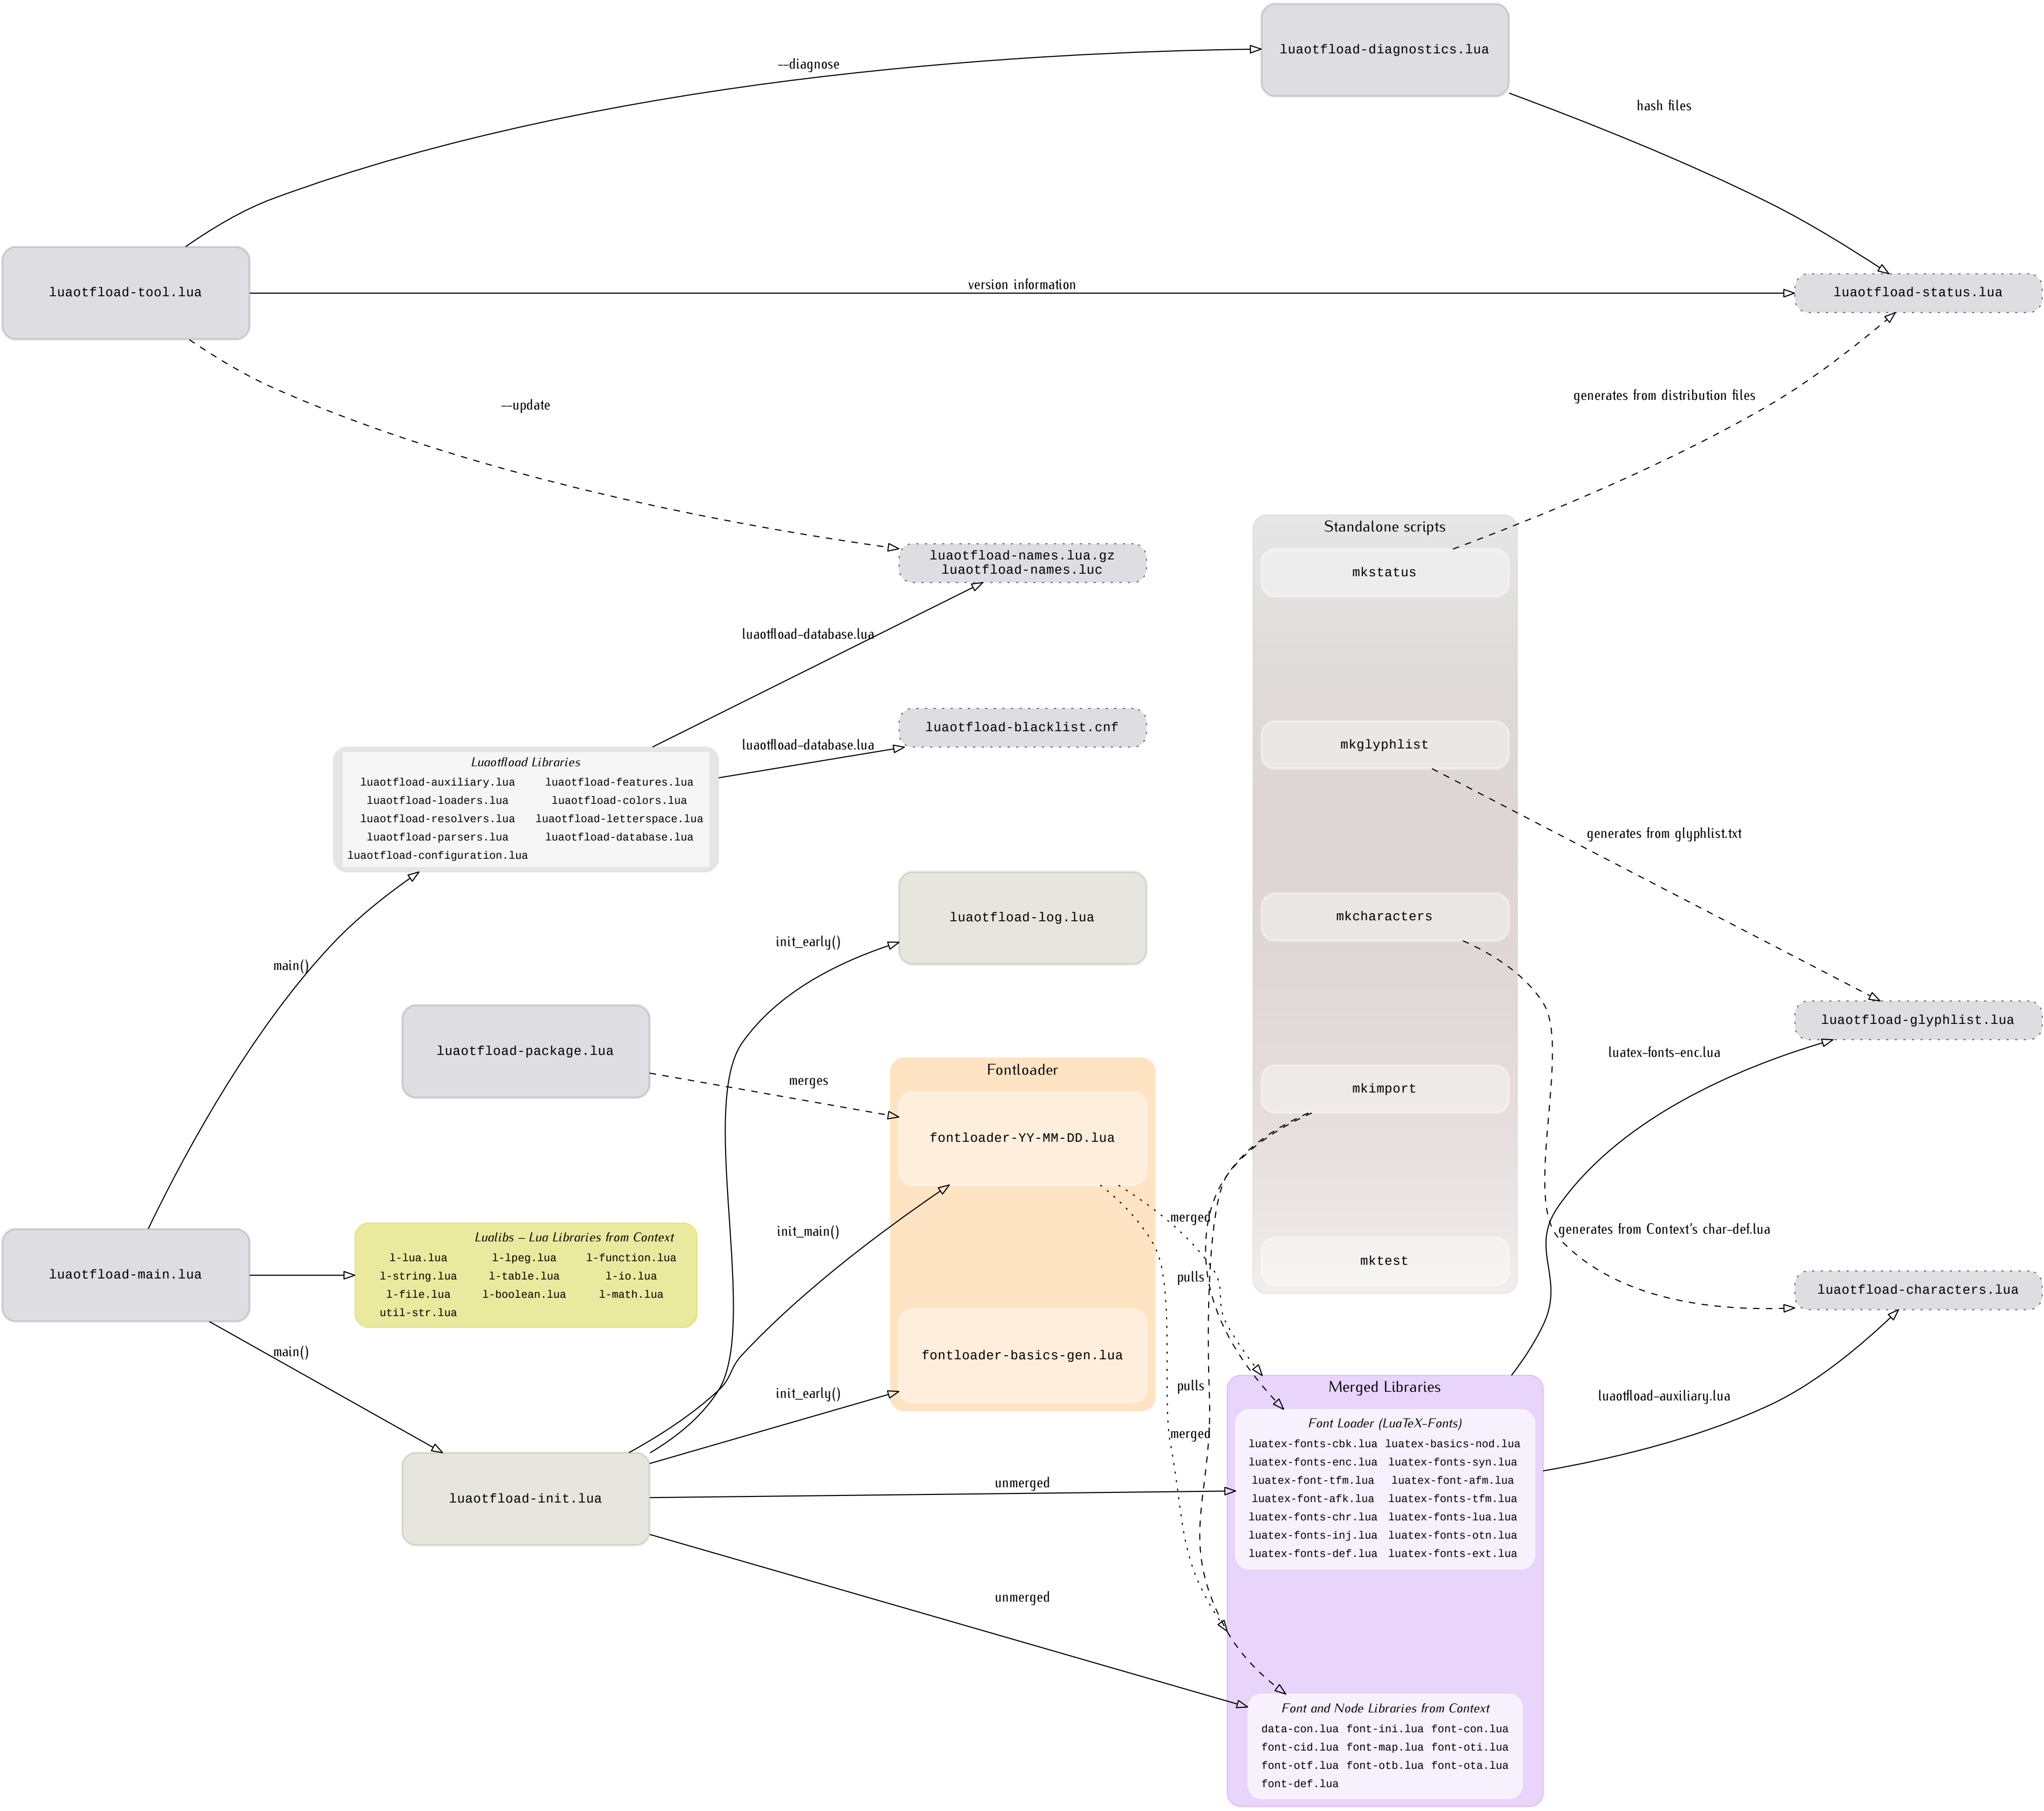 luaotfload-diagnostics.lua
--diagnose
hash files
luaotfload-tool.lua
version information
luaotfload-status.lua
--update
generates from distribution files
Standalone scripts
luaotfload-names.lua.gz
luaotfload-names.luc
mkstatus
luaotfload-database.lua
luaotfload-blacklist.cnf
mkglyphlist
luaotfload-database.lua
Luaotfload Libraries
luaotfload-auxiliary.lua luaotfload-features.lua
luaotfload-loaders.lua luaotfload-colors.lua
luaotfload-resolvers.lua luaotfload-letterspace.lua
luaotfload-parsers.lua luaotfload-database.lua
luaotfload-configuration.lua
generates from glyphlist.txt
luaotfload-log.lua
mkcharacters
init_early()
main()
luaotfload-glyphlist.lua
luaotfload-package.lua
luatex-fonts-enc.lua
Fontloader
merges
mkimport
fontloader-YY-MM-DD.lua
merged
init_main()
generates from Context's char-def.lua
Lualibs – Lua Libraries from Context
l-lua.lua l-lpeg.lua l-function.lua
l-string.lua l-table.lua l-io.lua
l-file.lua l-boolean.lua l-math.lua
util-str.lua
luaotfload-main.lua
mktest
pulls
luaotfload-characters.lua
main()
fontloader-basics-gen.lua
init_early()
pulls
Merged Libraries
luaotfload-auxiliary.lua
merged
Font Loader (LuaTeX-Fonts)
luatex-fonts-cbk.lua luatex-basics-nod.lua
luatex-fonts-enc.lua luatex-fonts-syn.lua
luatex-font-tfm.lua luatex-font-afm.lua
luatex-font-afk.lua luatex-fonts-tfm.lua
luatex-fonts-chr.lua luatex-fonts-lua.lua
luatex-fonts-inj.lua luatex-fonts-otn.lua
luatex-fonts-def.lua luatex-fonts-ext.lua
luaotfload-init.lua
unmerged
unmerged
Font and Node Libraries from Context
data-con.lua font-ini.lua font-con.lua
font-cid.lua font-map.lua font-oti.lua
font-otf.lua font-otb.lua font-ota.lua
font-def.lua